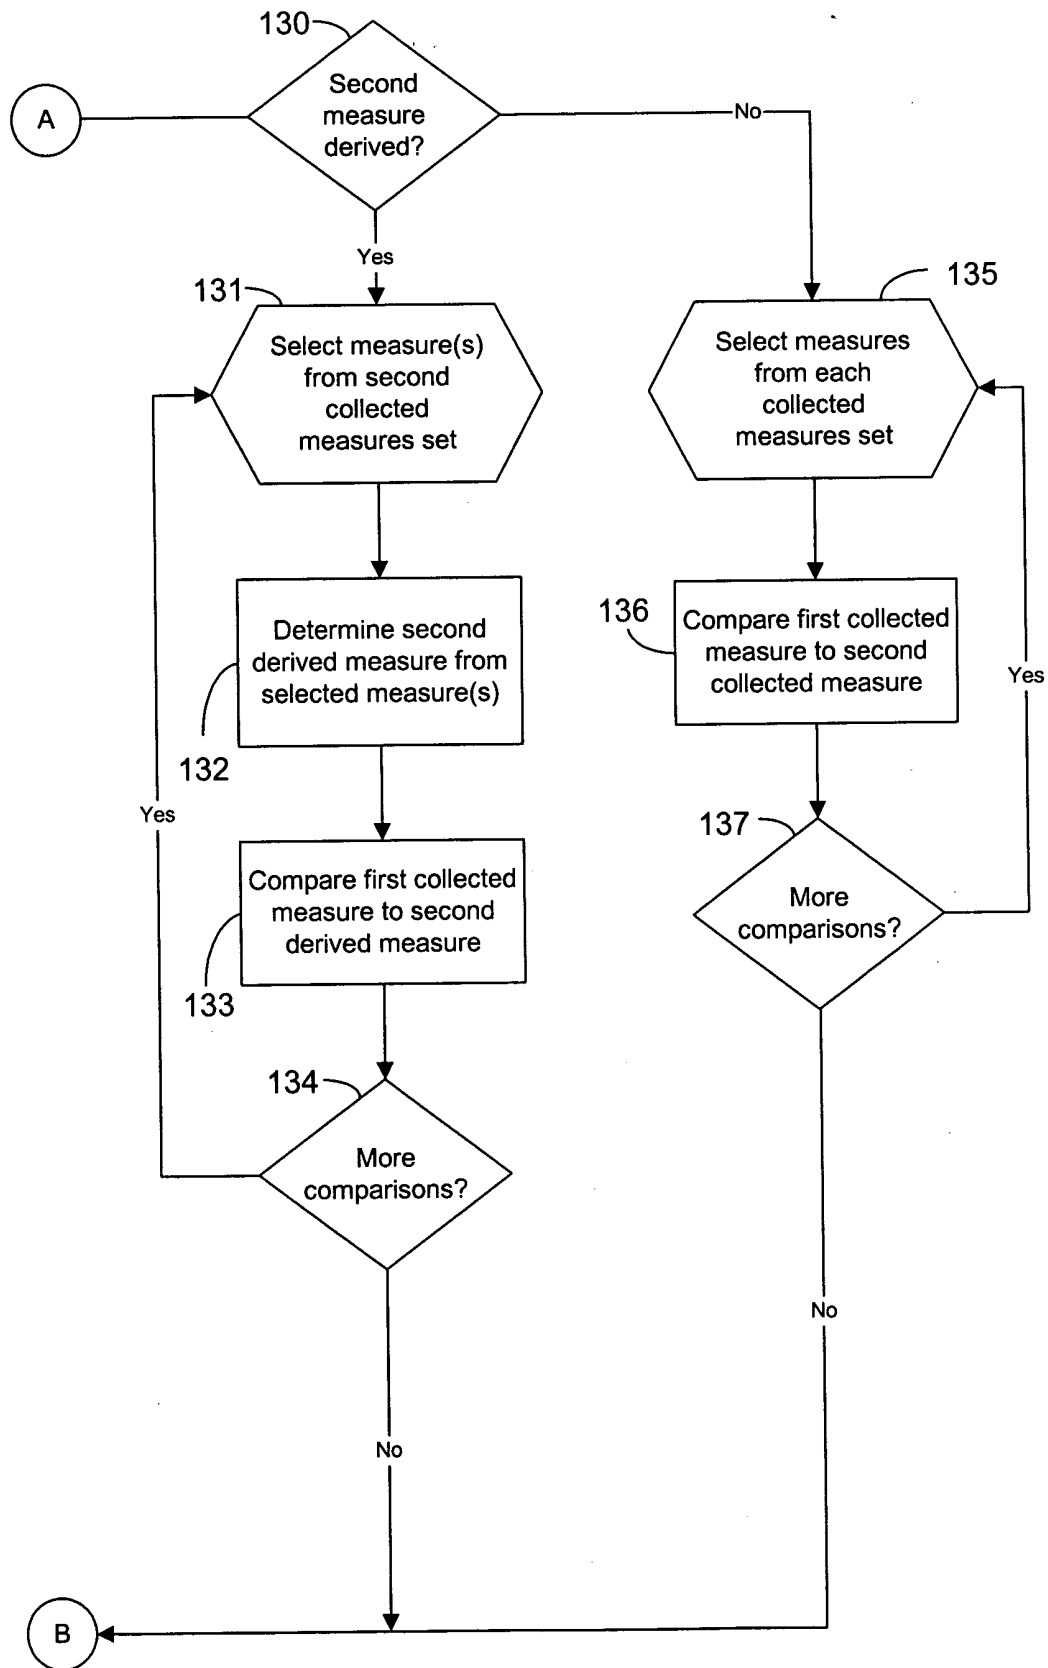 130
Second
measure
derived?
A
No
Yes
131
Select measure(s)
from second
collected
measures set
135
Select measures
from each
collected
measures set
Determine second
derived measure from
selected measure(s)
132
136
Compare first collected
measure to second
collected measure
Yes
Yes
Compare first collected
measure to second
derived measure
133
137
More
comparisons?
134
More
comparisons?
No
No
B